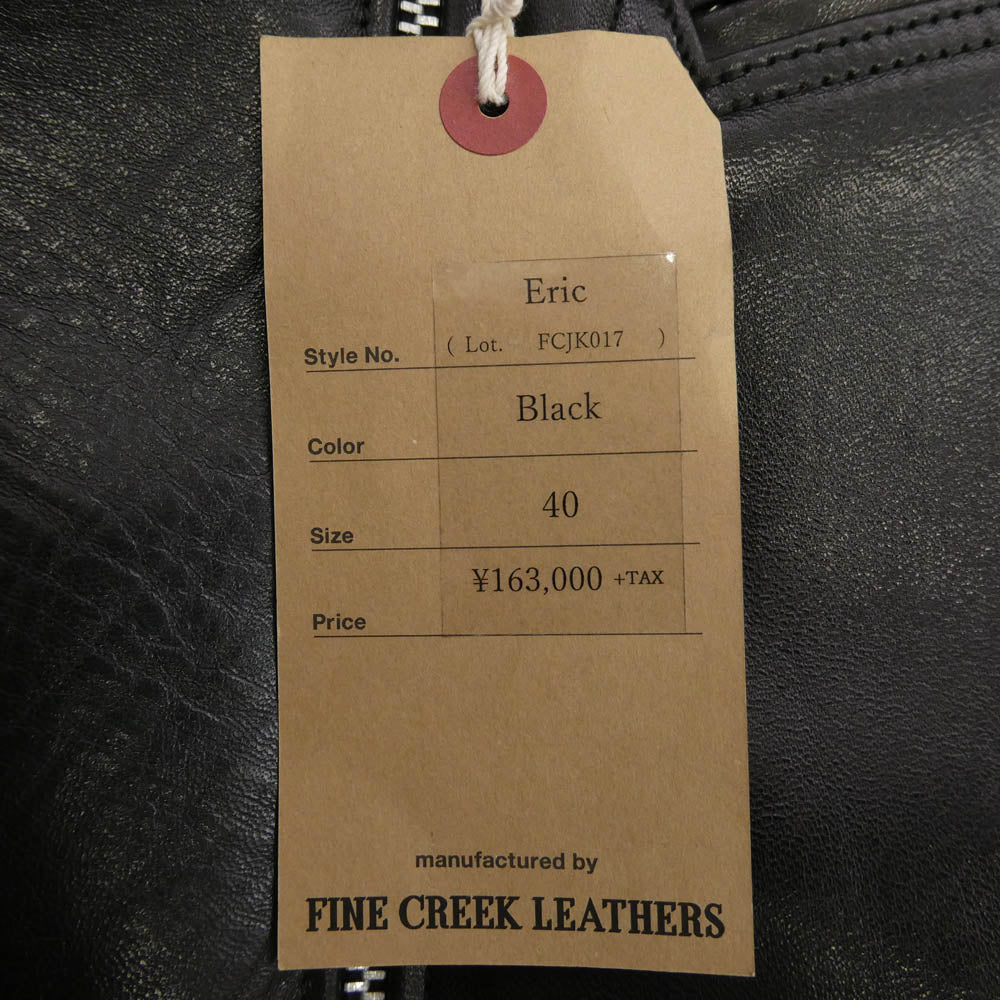 Eric
Style No. ( Lot. FCJK017 )
Color Black
Size 40
Price ¥163,000 +TAX
manufactured by
FINE CREEK LEATHERS